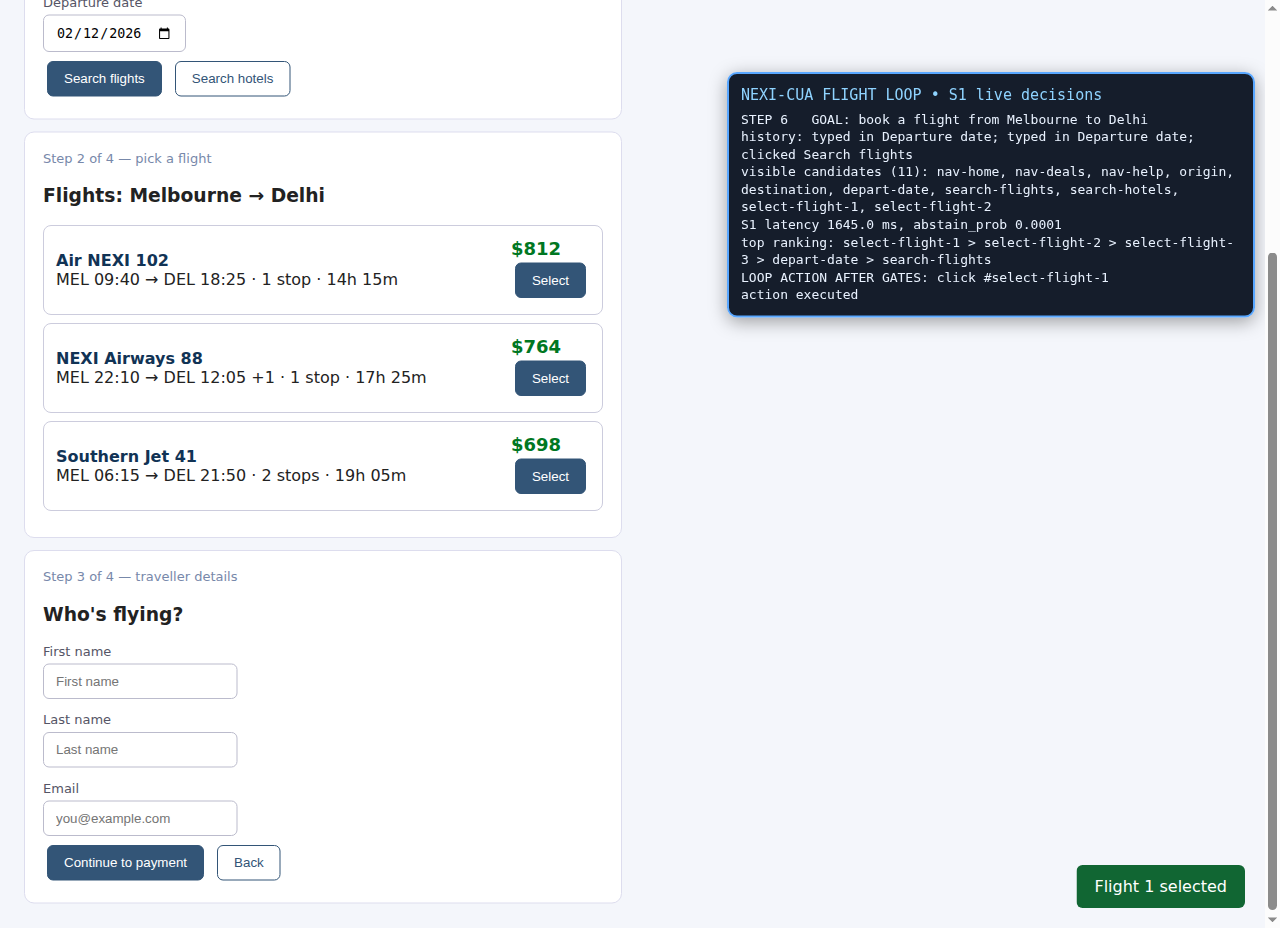 Departure date
02/12/2026
Search flights Search hotels
Step 2 of 4 — pick a flight
Flights: Melbourne → Delhi
Air NEXI 102
MEL 09:40 → DEL 18:25 · 1 stop · 14h 15m
$812
Select
NEXI Airways 88
MEL 22:10 → DEL 12:05 +1 · 1 stop · 17h 25m
$764
Select
Southern Jet 41
MEL 06:15 → DEL 21:50 · 2 stops · 19h 05m
$698
Select
Step 3 of 4 — traveller details
Who's flying?
First name
First name
Last name
Last name
Email
you@example.com
Continue to payment Back
NEXI-CUA FLIGHT LOOP • S1 live decisions
STEP 6 GOAL: book a flight from Melbourne to Delhi
history: typed in Departure date; typed in Departure date;
clicked Search flights
visible candidates (11): nav-home, nav-deals, nav-help, origin,
destination, depart-date, search-flights, search-hotels,
select-flight-1, select-flight-2
S1 latency 1645.0 ms, abstain_prob 0.0001
top ranking: select-flight-1 > select-flight-2 > select-flight-
3 > depart-date > search-flights
LOOP ACTION AFTER GATES: click #select-flight-1
action executed
Flight 1 selected